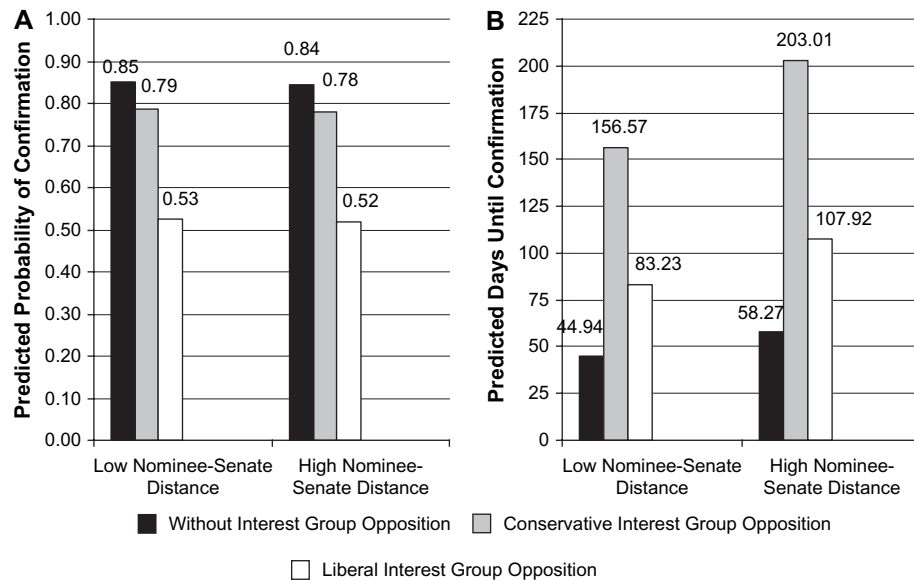 A
Predicted Probability of Confirmation
1.00
0.90
0.80
0.70
0.60
0.50
0.40
0.30
0.20
0.10
0.00
0.85
0.79
0.53
0.84
0.78
0.52
Low Nominee-Senate
Distance
High Nominee-
Senate Distance
B
Predicted Days Until Confirmation
225
200
175
150
125
100
75
50
25
0
44.94
156.57
83.23
58.27
203.01
107.92
Low Nominee-Senate
Distance
High Nominee-
Senate Distance
Without Interest Group Opposition
Conservative Interest Group Opposition
Liberal Interest Group Opposition